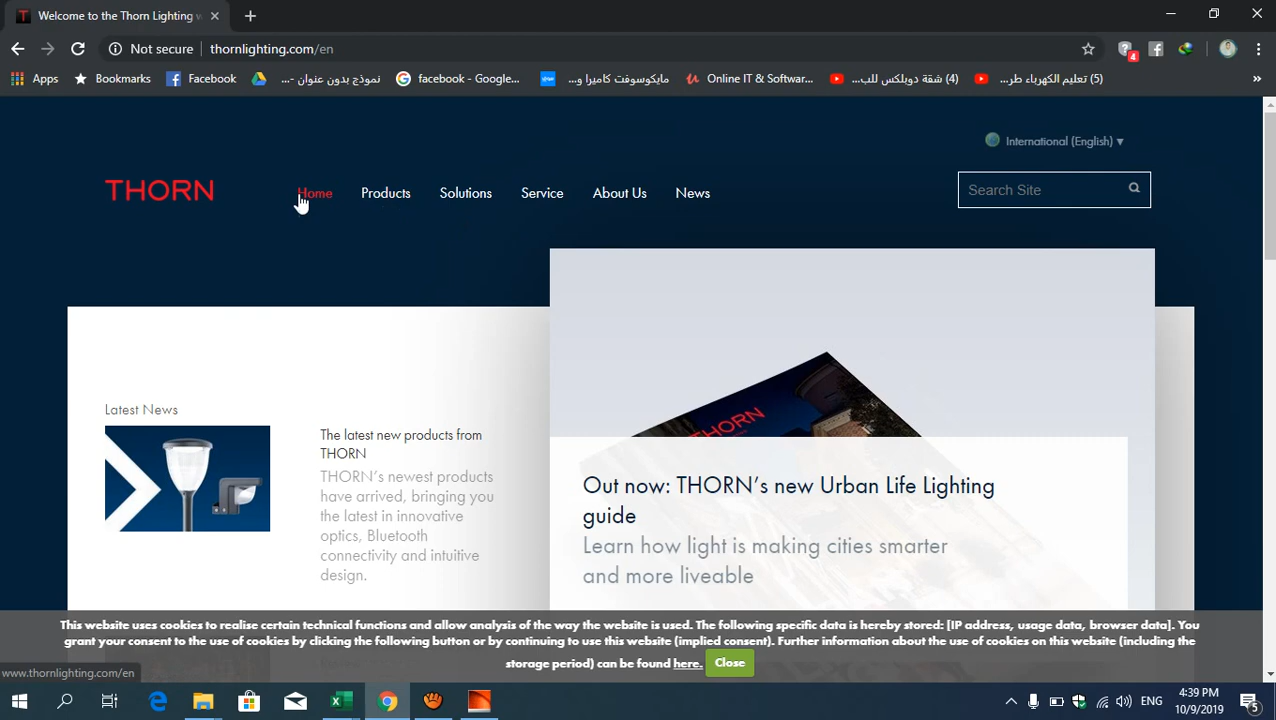 Welcome to the Thorn Lighting w
Not secure
thornlighting.com/en
4
Apps
Bookmarks
Facebook
نموذج بدون عنوان -...
facebook - Google...
مايكوسوفت كاميرا و...
Online IT & Softwar...
(4) شقة دوبلكس للب...
(5) تعليم الكهرباء طر...
»
International (English)
THORN
Home
Products
Solutions
Service
About Us
News
Search Site
Latest News
The latest new products from
THORN
THORN's newest products
have arrived, bringing you
the latest in innovative
optics, Bluetooth
connectivity and intuitive
design.
THORN
Out now: THORN's new Urban Life Lighting
guide
Learn how light is making cities smarter
and more liveable
This website uses cookies to realise certain technical functions and allow analysis of the way the website is used. The following specific data is hereby stored: [IP address, usage data, browser data]. You
grant your consent to the use of cookies by clicking the following button or by continuing to use this website (implied consent). Further information about the use of cookies on this website (including the
storage period) can be found here. Close
www.thornlighting.com/en
ENG
4:39 PM
10/9/2019
5